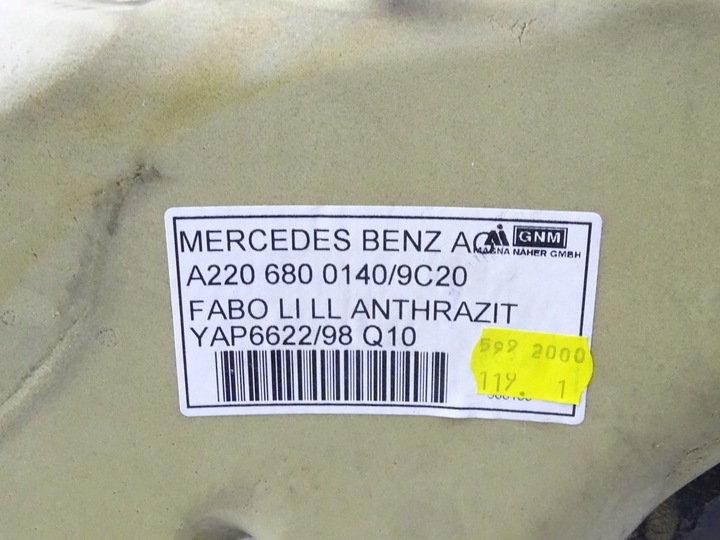 MERCEDES BENZ AG
GNM
MAGNA NAHER GMBH
A220 680 0140/9C20
FABO LI LL ANTHRAZIT
YAP6622/98 Q10
2000
119. 1